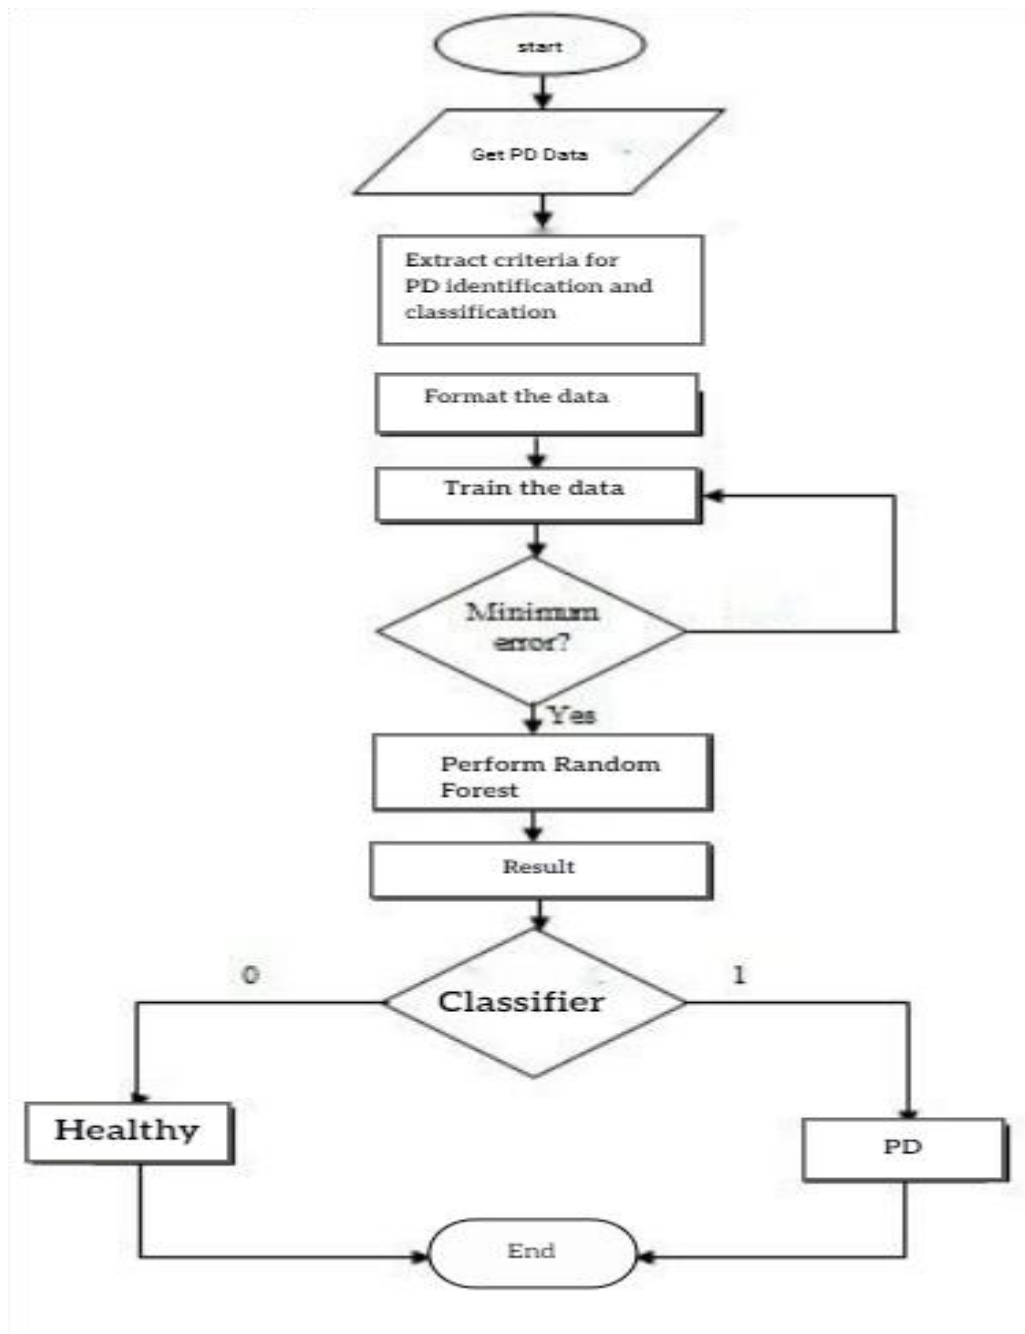 start
Get PD Data
Extract criteria for
PD identification and
classification
Format the data
Train the data
Minimum
error?
Yes
Perform Random
Forest
Result
0
1
Classifier
Healthy
PD
End